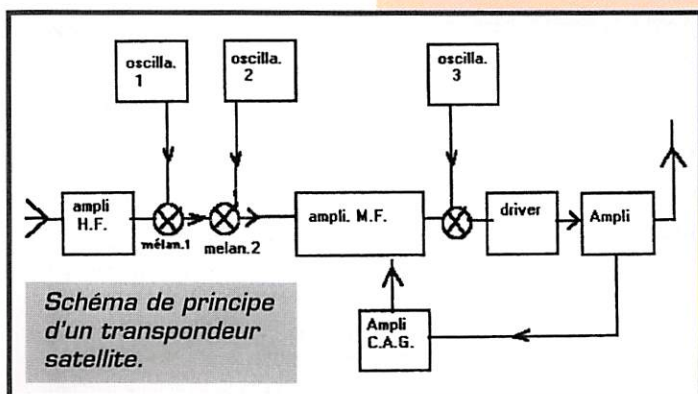 oscilla.
1
oscilla.
2
oscilla.
3
ampli
H.F.
mélan.1
melan.2
ampli. M.F.
driver
Ampli
Ampli
C.A.G.
Schéma de principe
d'un transpondeur
satellite.